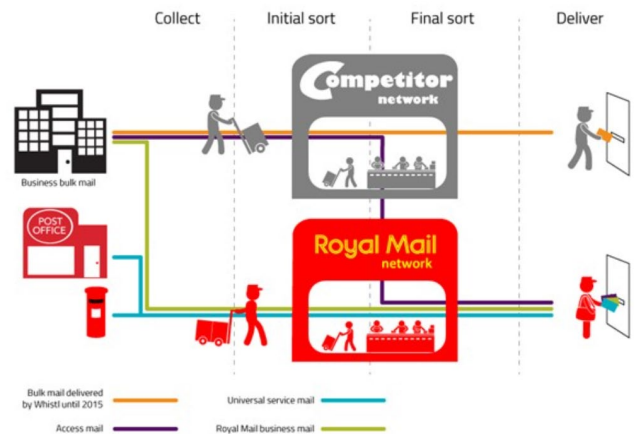 Collect
Initial sort
Final sort
Deliver
Competitor
network
Business bulk mail
POST
OFFICE
Royal Mail
network
Bulk mail delivered
by Whistl until 2015
Universal service mail
Access mail
Royal Mail business mail